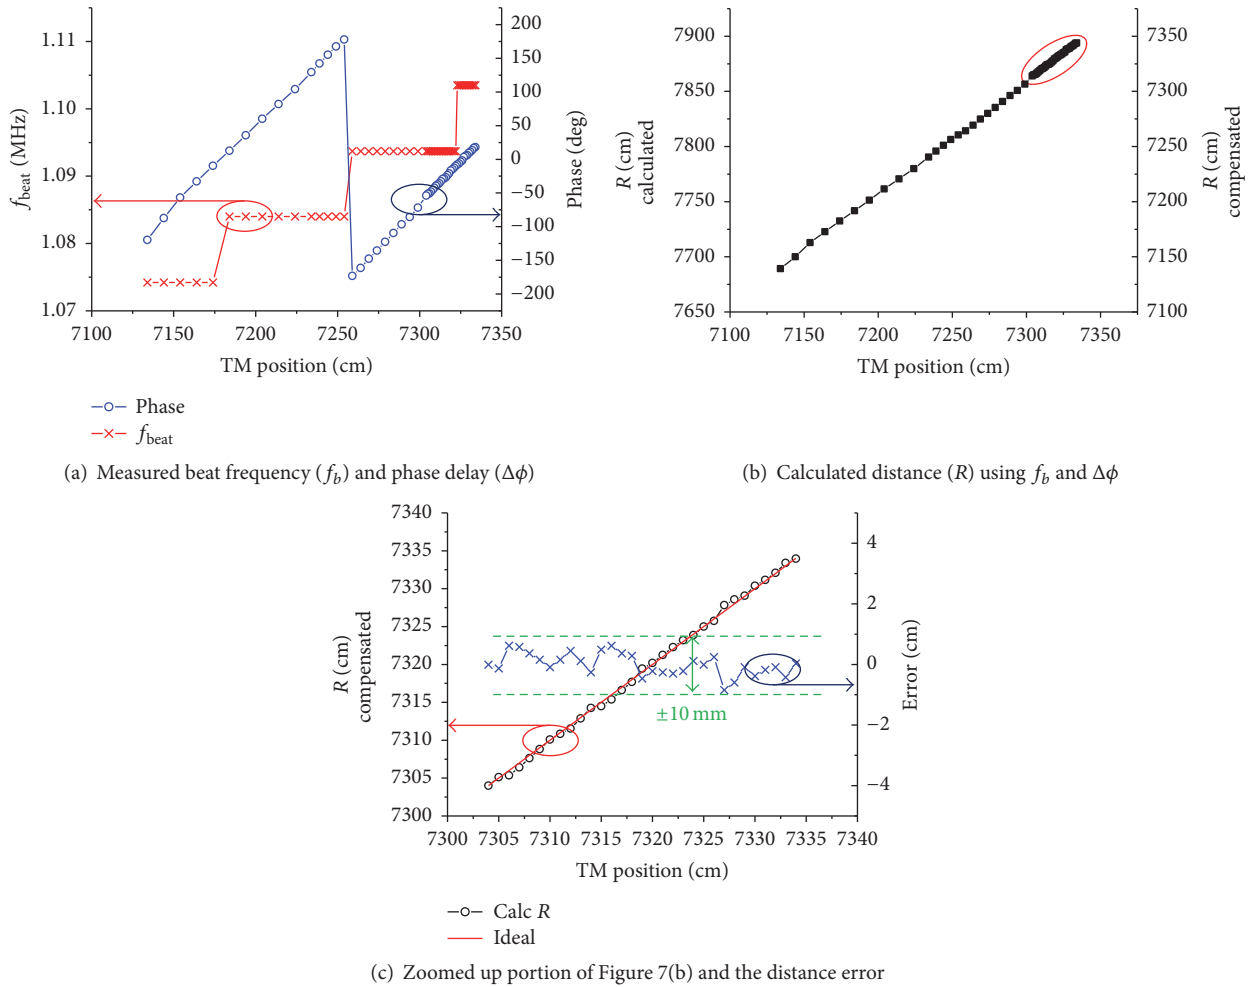 1.11
1.10
1.09
1.08
1.07
f_beat (MHz)
200
150
100
50
0
−50
−100
−150
−200
Phase (deg)
7100 7150 7200 7250 7300 7350
TM position (cm)
Phase
f_beat
(a) Measured beat frequency (f_b) and phase delay (Δϕ)
7900
7850
7800
7750
7700
7650
R (cm)
calculated
7350
7300
7250
7200
7150
7100
R (cm)
compensated
7100 7150 7200 7250 7300 7350
TM position (cm)
(b) Calculated distance (R) using f_b and Δϕ
7340
7335
7330
7325
7320
7315
7310
7305
7300
R (cm)
compensated
4
2
0
−2
−4
Error (cm)
±10 mm
7300 7305 7310 7315 7320 7325 7330 7335 7340
TM position (cm)
Calc R
Ideal
(c) Zoomed up portion of Figure 7(b) and the distance error